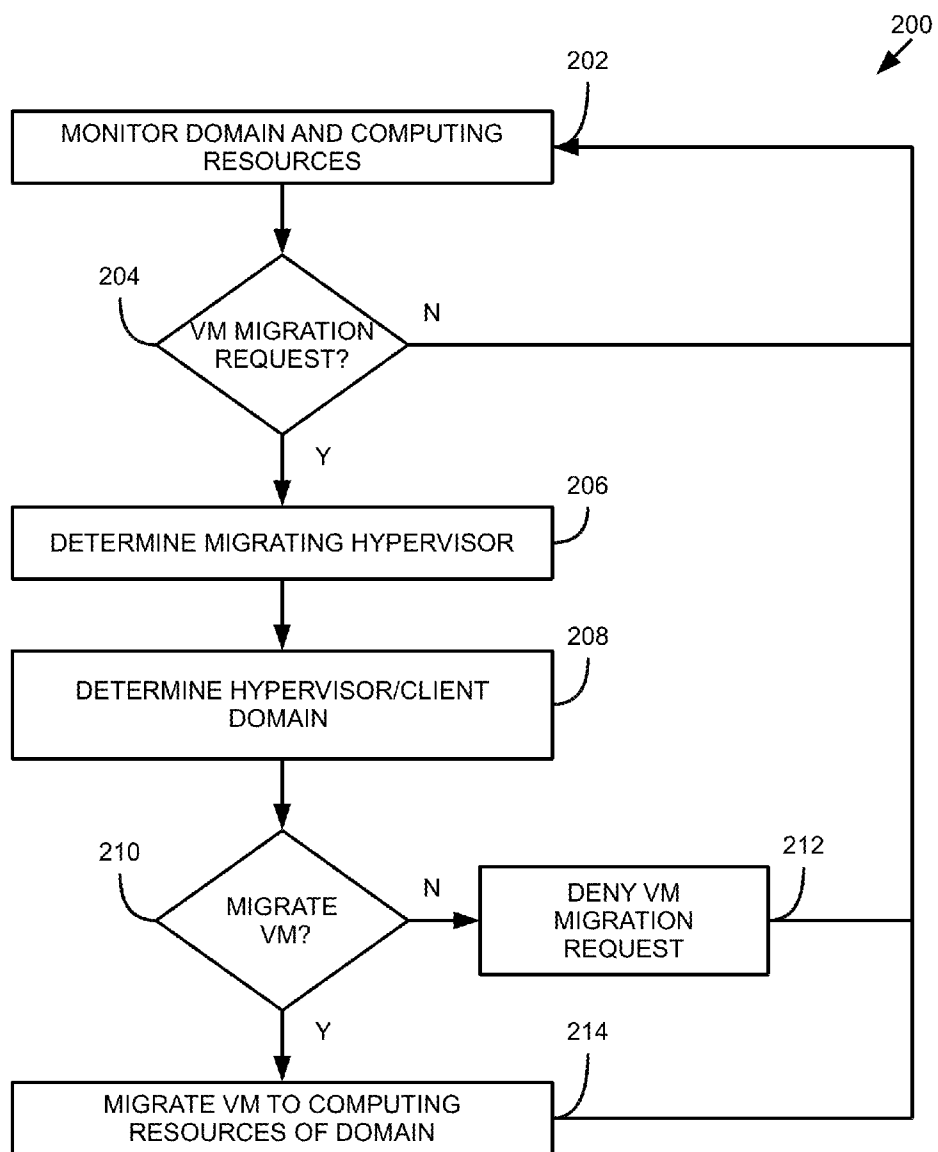 200
202
MONITOR DOMAIN AND COMPUTING
RESOURCES
204
VM MIGRATION
REQUEST?
N
Y
206
DETERMINE MIGRATING HYPERVISOR
208
DETERMINE HYPERVISOR/CLIENT
DOMAIN
210
MIGRATE
VM?
N
212
DENY VM
MIGRATION
REQUEST
Y
214
MIGRATE VM TO COMPUTING
RESOURCES OF DOMAIN